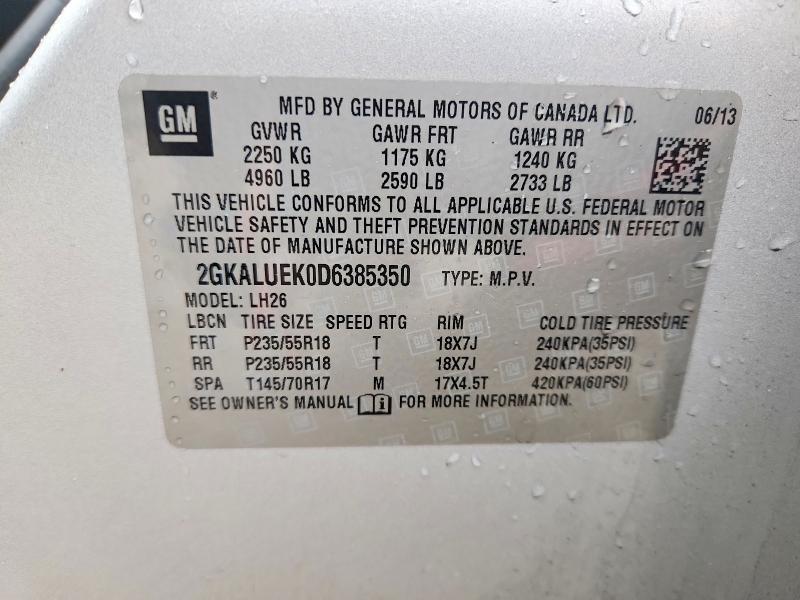 GM ® MFD BY GENERAL MOTORS OF CANADA LTD. 06/13
GVWR GAWR FRT GAWR RR
2250 KG 1175 KG 1240 KG
4960 LB 2590 LB 2733 LB
THIS VEHICLE CONFORMS TO ALL APPLICABLE U.S. FEDERAL MOTOR
VEHICLE SAFETY AND THEFT PREVENTION STANDARDS IN EFFECT ON
THE DATE OF MANUFACTURE SHOWN ABOVE.
2GKALUEK0D6385350 TYPE: M.P.V.
MODEL: LH26
LBCN TIRE SIZE SPEED RTG RIM COLD TIRE PRESSURE
FRT P235/55R18 T 18X7J 240KPA(35PSI)
RR P235/55R18 T 18X7J 240KPA(35PSI)
SPA T145/70R17 M 17X4.5T 420KPA(60PSI)
SEE OWNER'S MANUAL i FOR MORE INFORMATION.